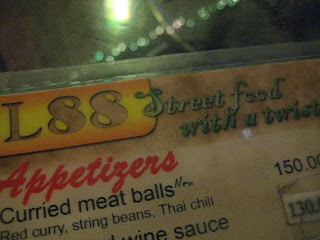 L88 Street food
with a twist
Appetizers
Curried meat balls New 150.00
Red curry, string beans, Thai chili
wine sauce